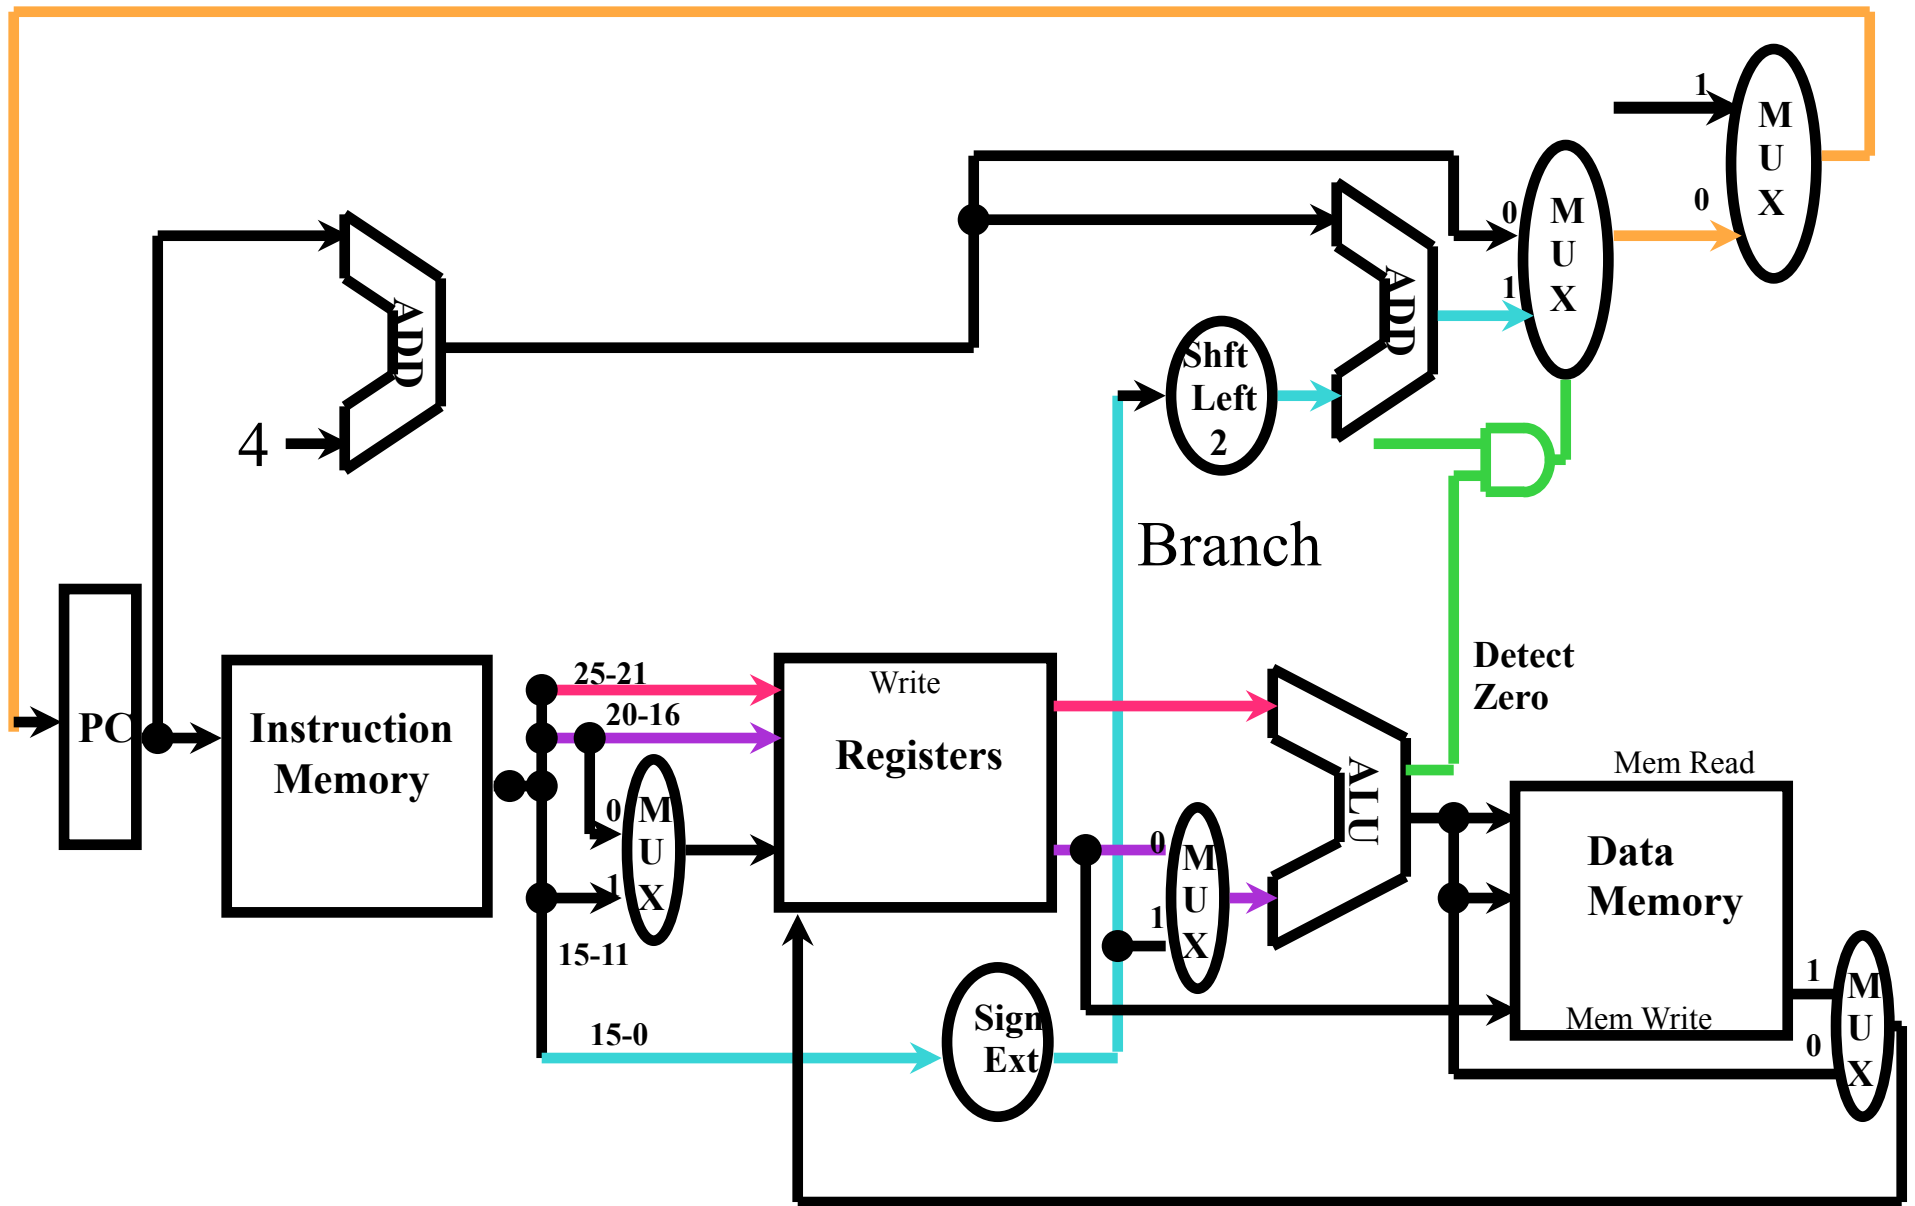 1
M
U
X
0
0
M
U
X
1
ADD
ADD
Shft
Left
2
4
Branch
Detect
Zero
25-21
20-16
Write
PC
Instruction
Memory
Registers
ALU
Mem Read
0
M
U
X
1
0
M
U
X
1
Data
Memory
15-11
1
M
U
X
0
Mem Write
15-0
Sign
Ext